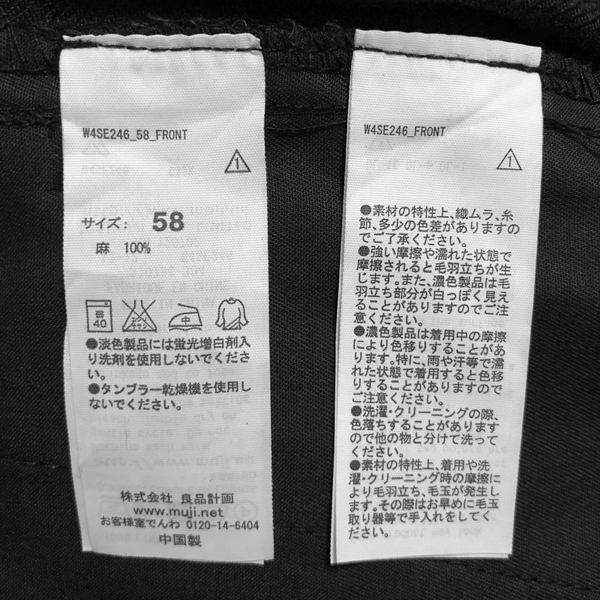 W4SE246_58_FRONT
1
サイズ: 58
麻 100%
弱
40
中
●淡色製品には蛍光増白剤入
り洗剤を使用しないでくださ
い。
●タンブラー乾燥機を使用し
ないでください。
株式会社 良品計画
www.muji.net
お客様室でんわ 0120-14-6404
中国製
W4SE246_FRONT
1
●素材の特性上、織ムラ、糸
節、多少の色差がありますの
でご了承ください。
●強い摩擦や濡れた状態で
摩擦されると毛羽立ちが生
じます。また、濃色製品は毛
羽立ち部分が白っぽく見え
ることがありますのでご注
意ください。
●濃色製品は着用中の摩擦
により色移りすることがあ
ります。特に、雨や汗等で濡
れた状態で着用すると色移
りすることがありますので
ご注意ください。
●洗濯・クリーニングの際、
色落ちすることがあります
ので他の物と分けて洗って
ください。
●素材の特性上、着用や洗
濯・クリーニング時の摩擦に
より毛羽立ち、毛玉が発生し
ます。その際はお早めに毛玉
取り器等で手入れをしてく
ださい。